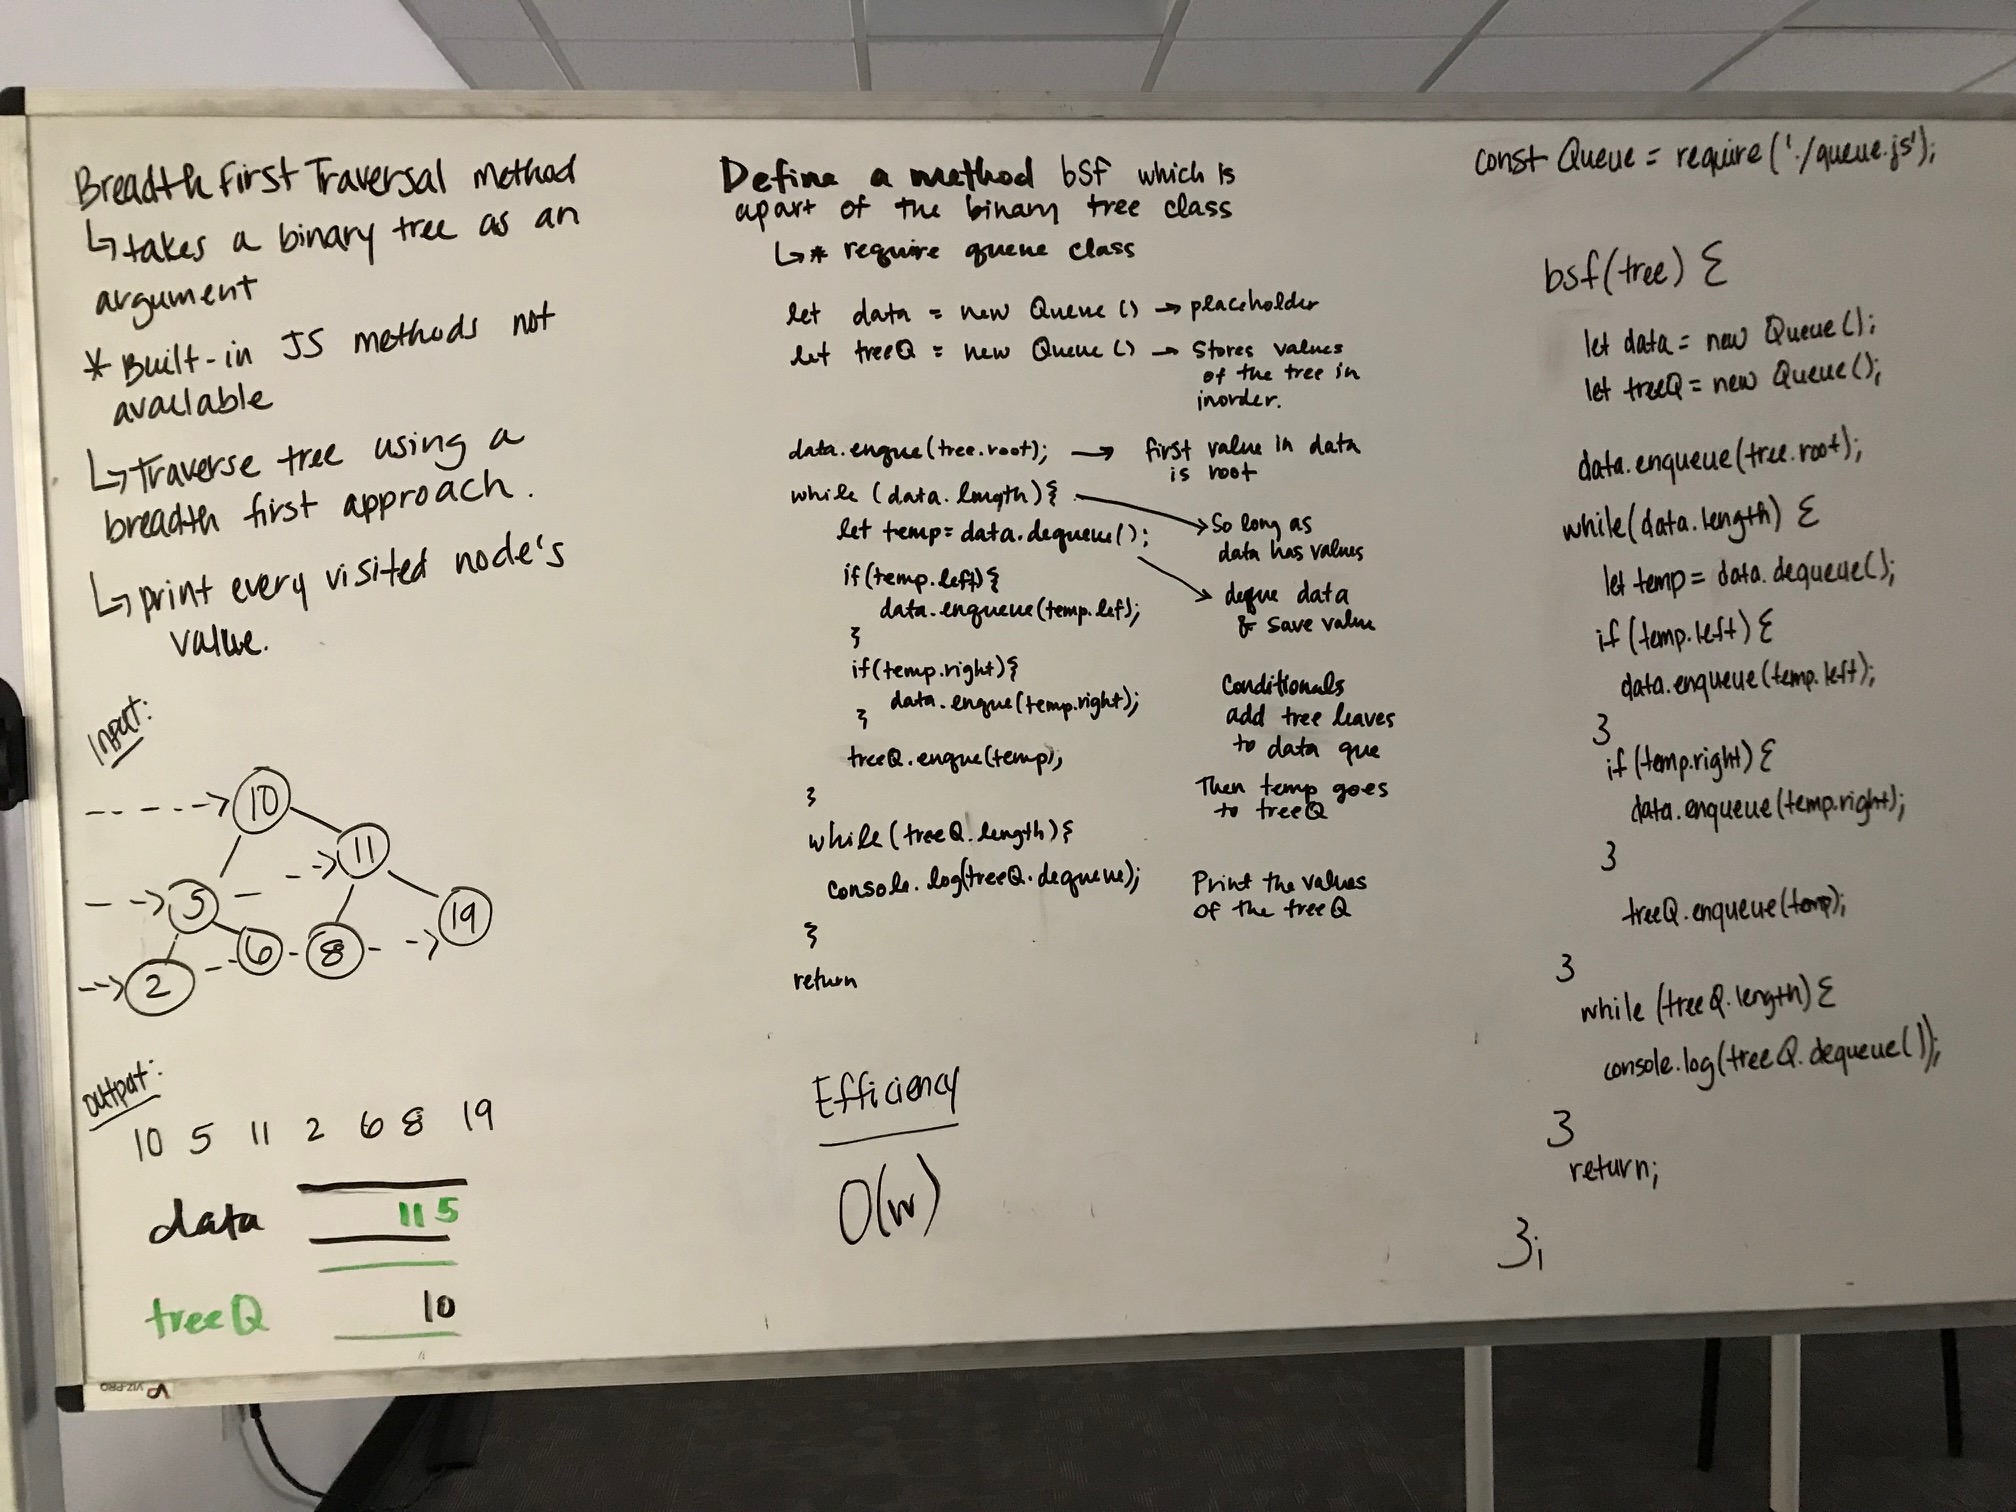 Breadth First Traversal method
↳ takes a binary tree as an
argument
* Built-in JS methods not
available
↳ Traverse tree using a
breadth first approach.
↳ print every visited node's
value.
Input:
10
11
5
19
6
8
2
output:
10 5 11 2 6 8 19
data 11 5
treeQ 10
VIZ-PRO
Define a method bsf which is
apart of the binary tree class
↳ * require queue class
let data = new Queue () → placeholder
let treeQ = new Queue () → Stores values
of the tree in
inorder.
data.enque(tree.root); → first value in data
is root
while (data.length){ → So long as
data has values
let temp = data.dequeue(); → deque data
& save value
if(temp.left){
data.enqueue(temp.lef);
}
if(temp.right){
data.enque(temp.right);
}
Conditionals
add tree leaves
to data que
treeQ.enque(temp);
Then temp goes
to treeQ
}
while (treeQ.length){
console.log(treeQ.dequeue);
Print the values
of the treeQ
}
return
Efficiency
O(w)
const Queue = require('./queue.js');
bsf(tree) {
let data = new Queue();
let treeQ = new Queue();
data.enqueue(tree.root);
while(data.length) {
let temp = data.dequeue();
if (temp.left) {
data.enqueue(temp.left);
}
if (temp.right) {
data.enqueue(temp.right);
}
treeQ.enqueue(temp);
}
while (treeQ.length) {
console.log(treeQ.dequeue());
}
return;
};